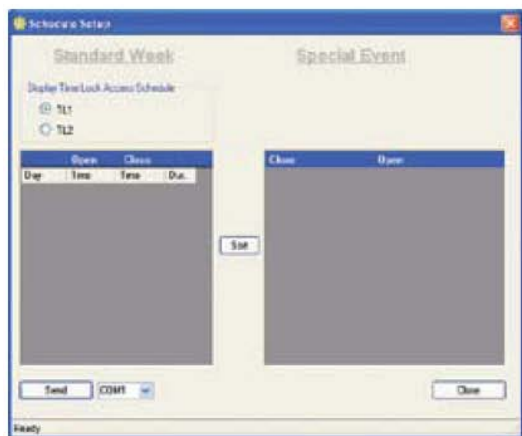 Schedule Setup
Standard Week
Special Event
Display Time Lock Access Schedule
TL1
TL2
Open Close
Day Time Time Dur.
Close Open
Send COM1
Close
Ready